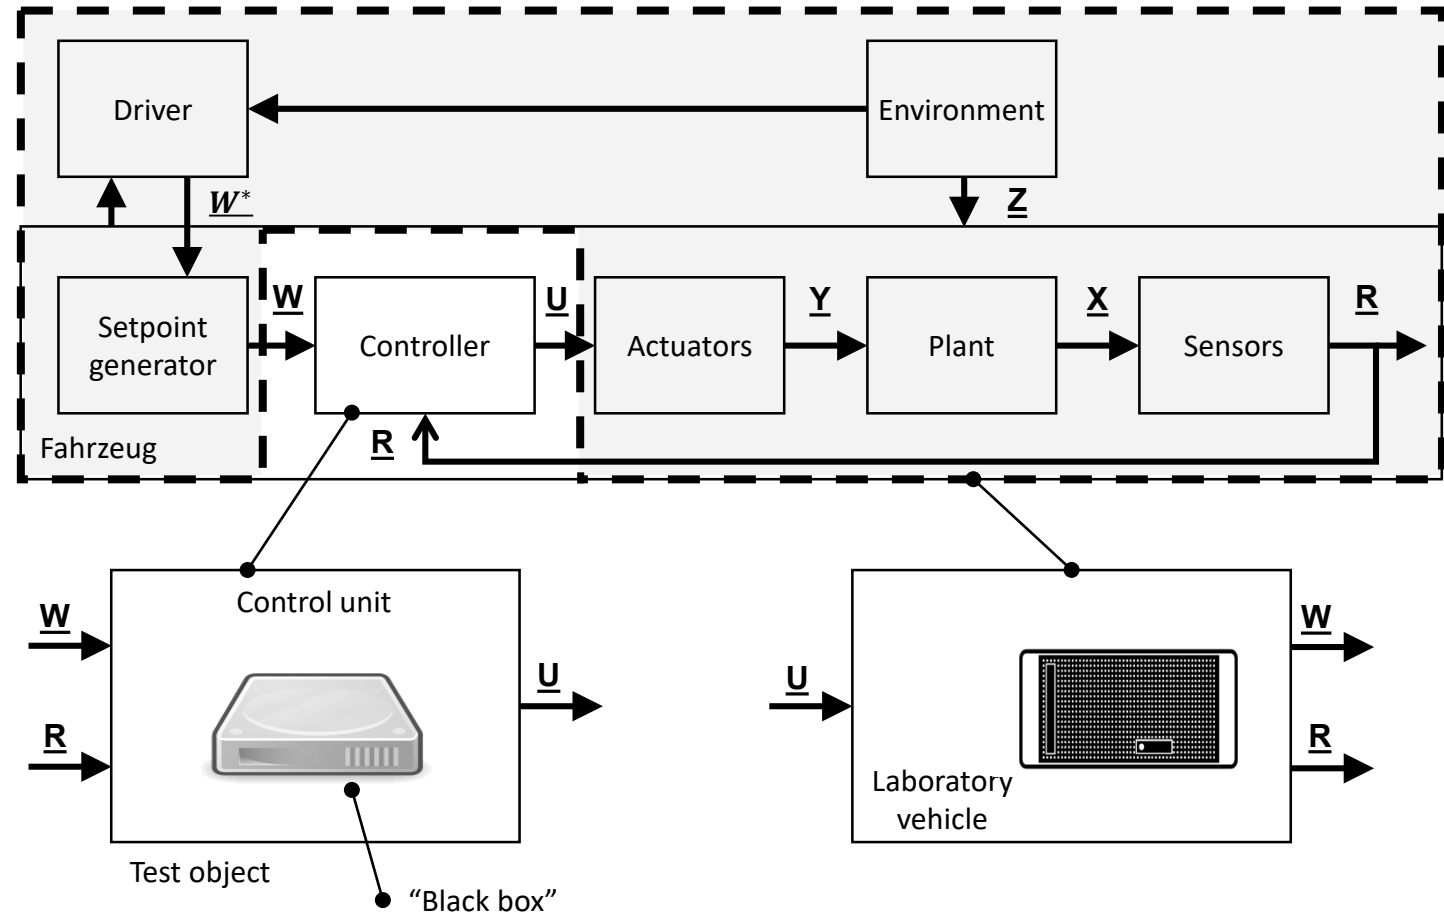 Driver
Environment
W*
Z
Setpoint
generator
W
Controller
U
Actuators
Y
Plant
X
Sensors
R
Fahrzeug
R
Control unit
W
R
U
Test object
“Black box”
U
Laboratory
vehicle
W
R